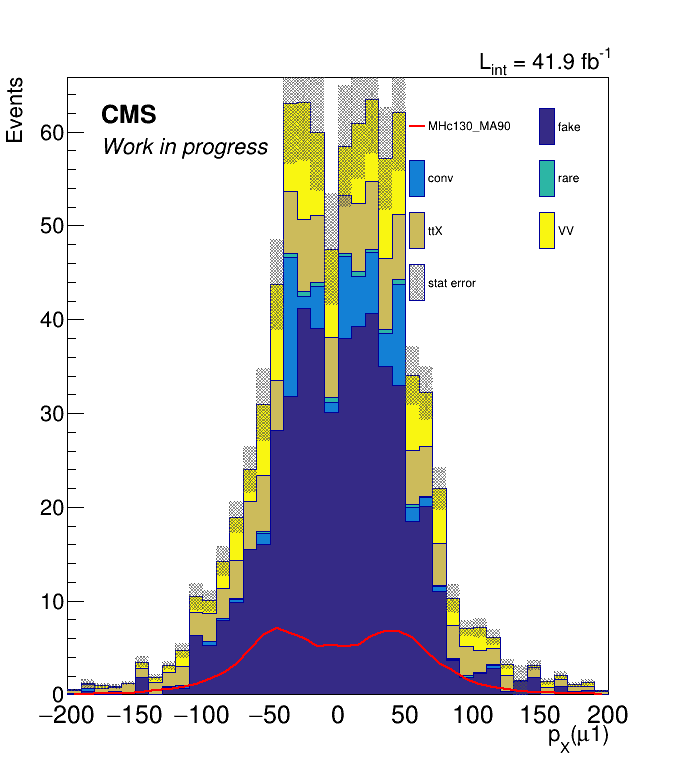 L_int = 41.9 fb^-1
Events
CMS
Work in progress
MHc130_MA90
fake
conv
rare
ttX
VV
stat error
60
50
40
30
20
10
0
−200 −150 −100 −50 0 50 100 150 200
p_x(μ1)